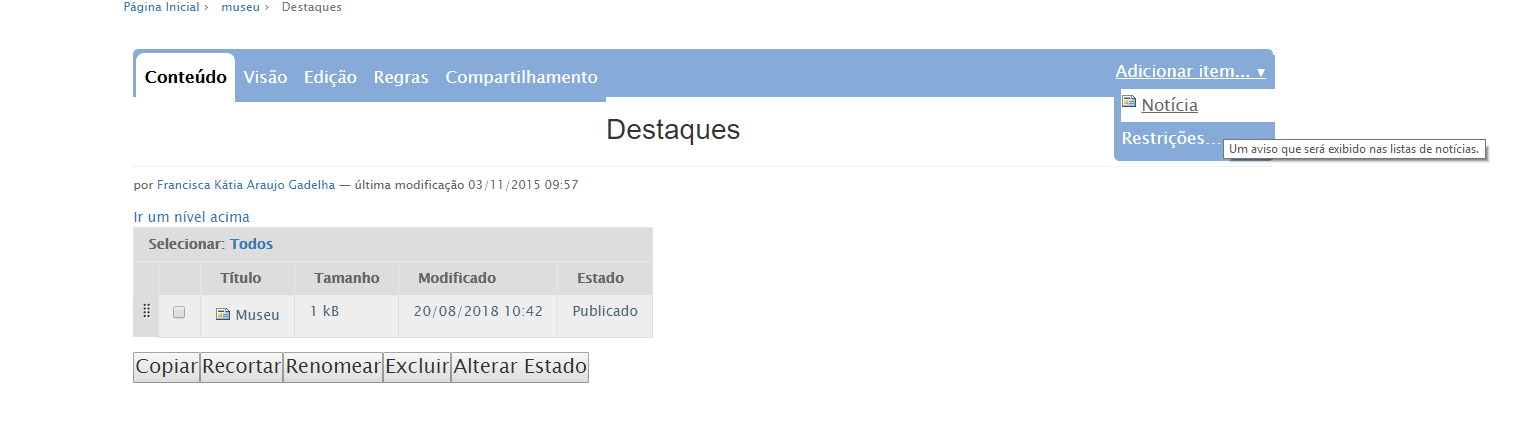 Página Inicial › museu › Destaques
Conteúdo Visão Edição Regras Compartilhamento Adicionar item... ▼
Notícia
Destaques
Restrições...
Um aviso que será exibido nas listas de notícias.
por Francisca Kátia Araujo Gadelha — última modificação 03/11/2015 09:57
Ir um nível acima
Selecionar: Todos
Título Tamanho Modificado Estado
Museu 1 kB 20/08/2018 10:42 Publicado
Copiar Recortar Renomear Excluir Alterar Estado